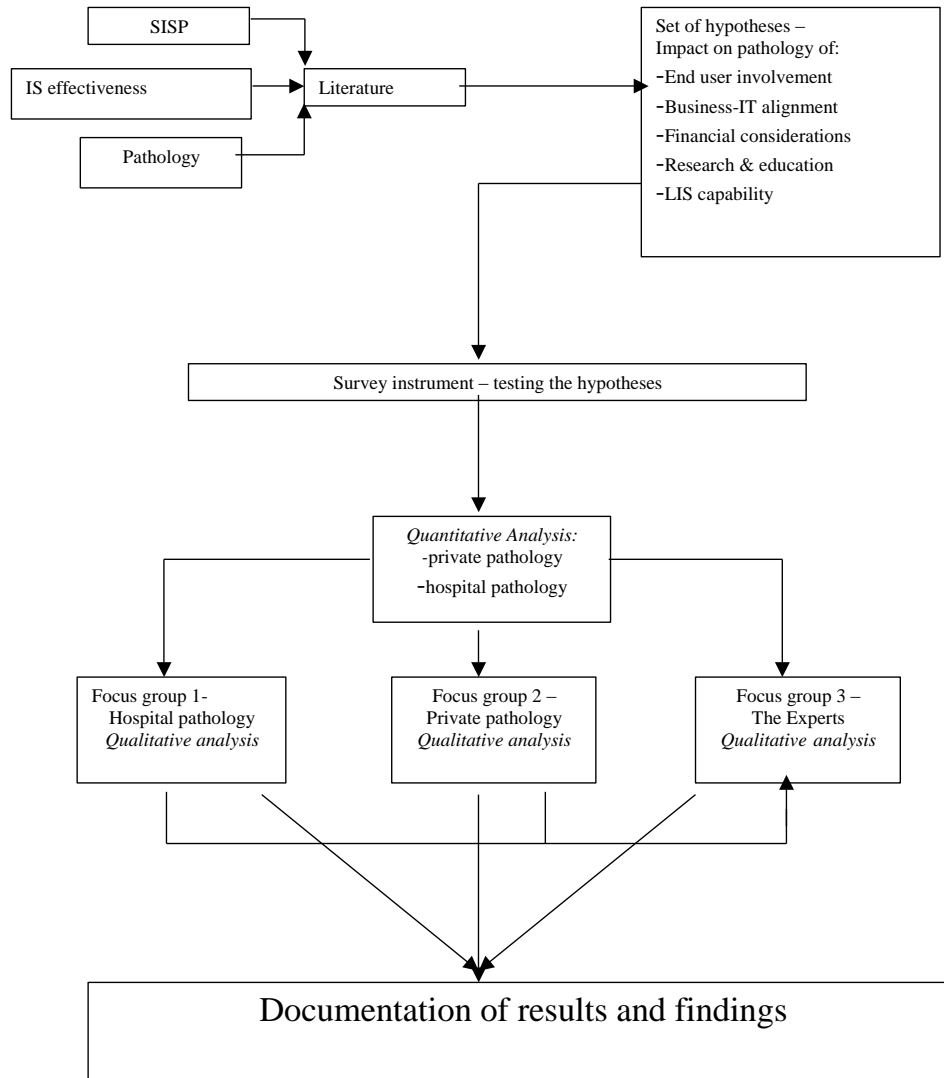 SISP
IS effectiveness
Literature
Pathology
Set of hypotheses –
Impact on pathology of:
-End user involvement
-Business-IT alignment
-Financial considerations
-Research & education
-LIS capability
Survey instrument – testing the hypotheses
Quantitative Analysis:
-private pathology
-hospital pathology
Focus group 1-
Hospital pathology
Qualitative analysis
Focus group 2 –
Private pathology
Qualitative analysis
Focus group 3 –
The Experts
Qualitative analysis
Documentation of results and findings